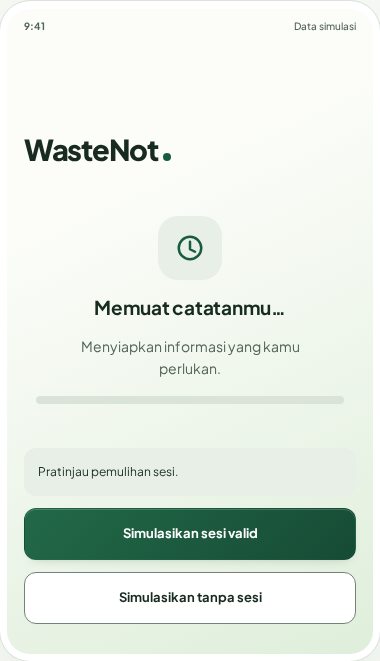 9:41
Data simulasi
WasteNot.
Memuat catatanmu…
Menyiapkan informasi yang kamu
perlukan.
Pratinjau pemulihan sesi.
Simulasikan sesi valid
Simulasikan tanpa sesi